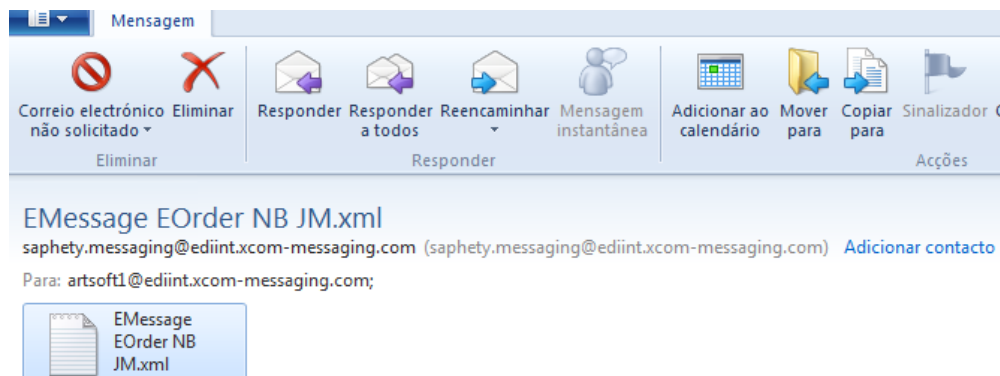 Mensagem
Correio electrónico não solicitado
Eliminar
Responder
Responder a todos
Reencaminhar
Mensagem instantânea
Adicionar ao calendário
Mover para
Copiar para
Sinalizador
Eliminar
Responder
Acções
EMessage EOrder NB JM.xml
saphety.messaging@ediint.xcom-messaging.com (saphety.messaging@ediint.xcom-messaging.com) Adicionar contacto
Para: artsoft1@ediint.xcom-messaging.com;
EMessage
EOrder NB
JM.xml